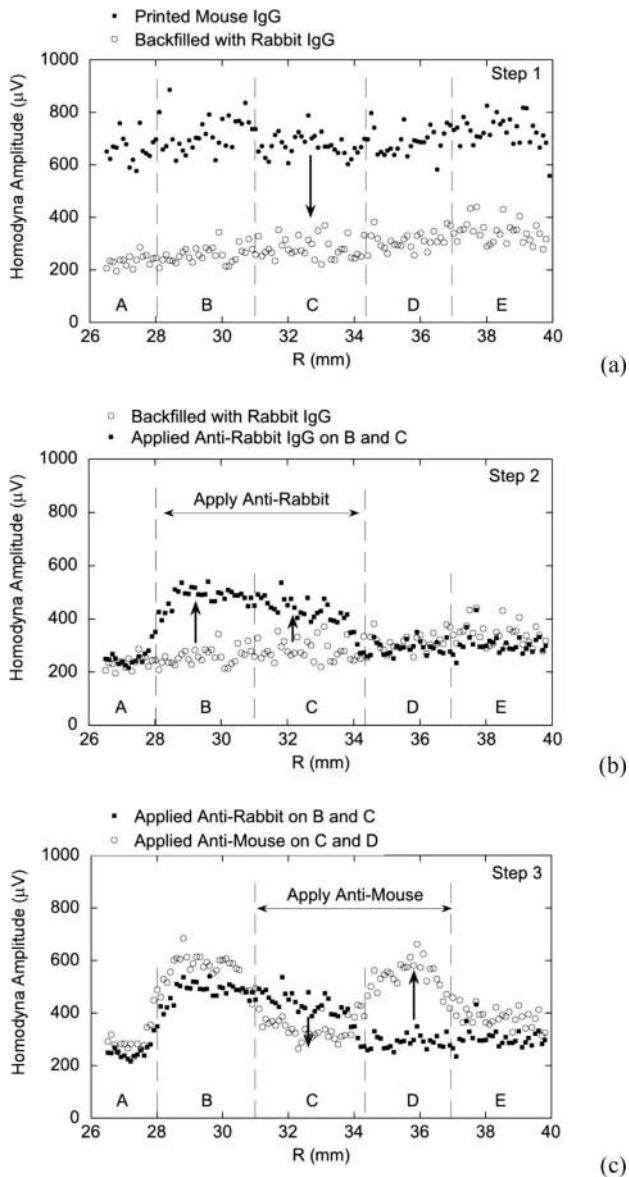 • Printed Mouse IgG
○ Backfilled with Rabbit IgG
1000
800
600
400
200
0
Homodyna Amplitude (μV)
Step 1
A B C D E
26 28 30 32 34 36 38 40
R (mm)
(a)
○ Backfilled with Rabbit IgG
▪ Applied Anti-Rabbit IgG on B and C
1000
800
600
400
200
0
Homodyna Amplitude (μV)
Step 2
Apply Anti-Rabbit
A B C D E
26 28 30 32 34 36 38 40
R (mm)
(b)
▪ Applied Anti-Rabbit on B and C
○ Applied Anti-Mouse on C and D
1000
800
600
400
200
0
Homodyna Amplitude (μV)
Step 3
Apply Anti-Mouse
A B C D E
26 28 30 32 34 36 38 40
R (mm)
(c)